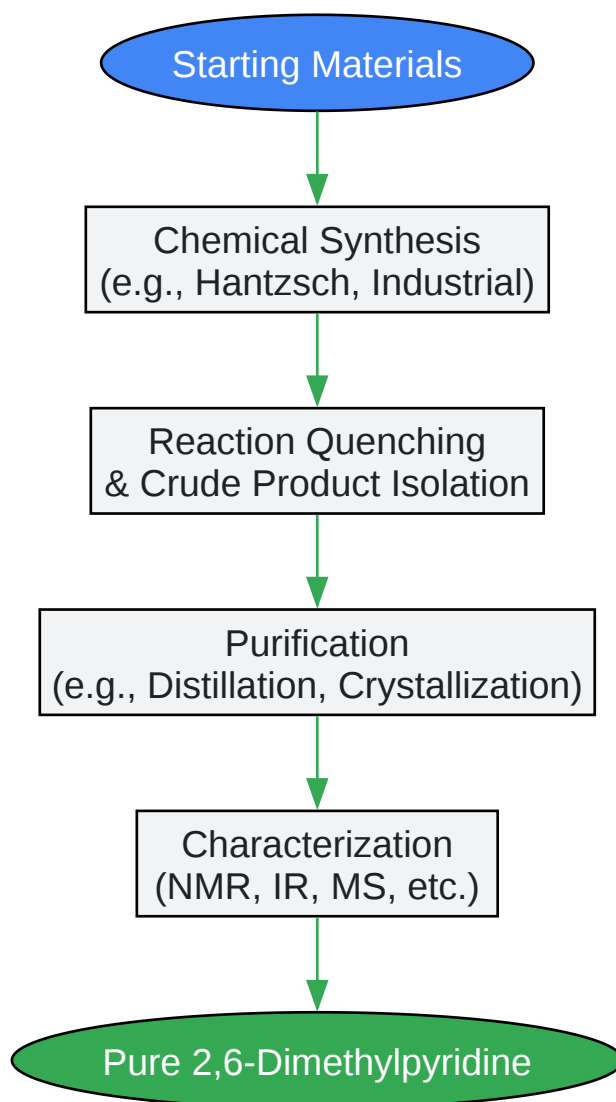 Starting Materials
Chemical Synthesis
(e.g., Hantzsch, Industrial)
Reaction Quenching
& Crude Product Isolation
Purification
(e.g., Distillation, Crystallization)
Characterization
(NMR, IR, MS, etc.)
Pure 2,6-Dimethylpyridine